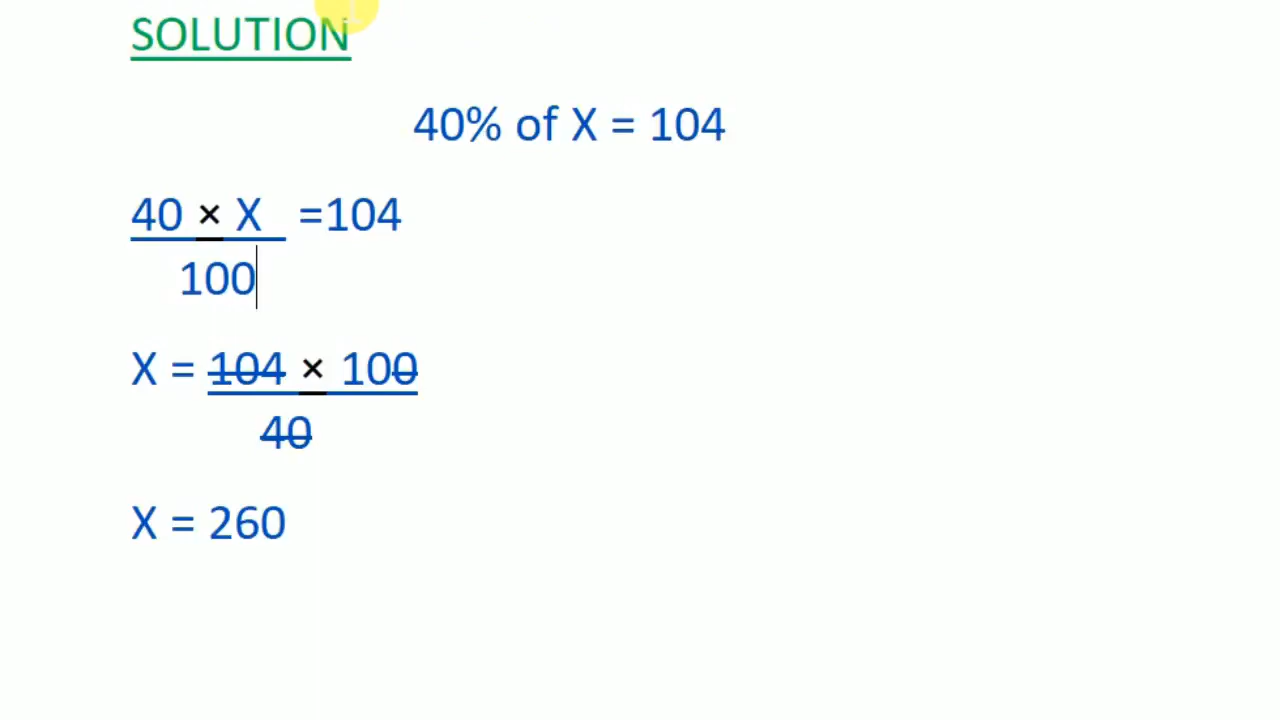 SOLUTION
40% of X = 104
40 × X =104
100
X = 104 × 100
40
X = 260